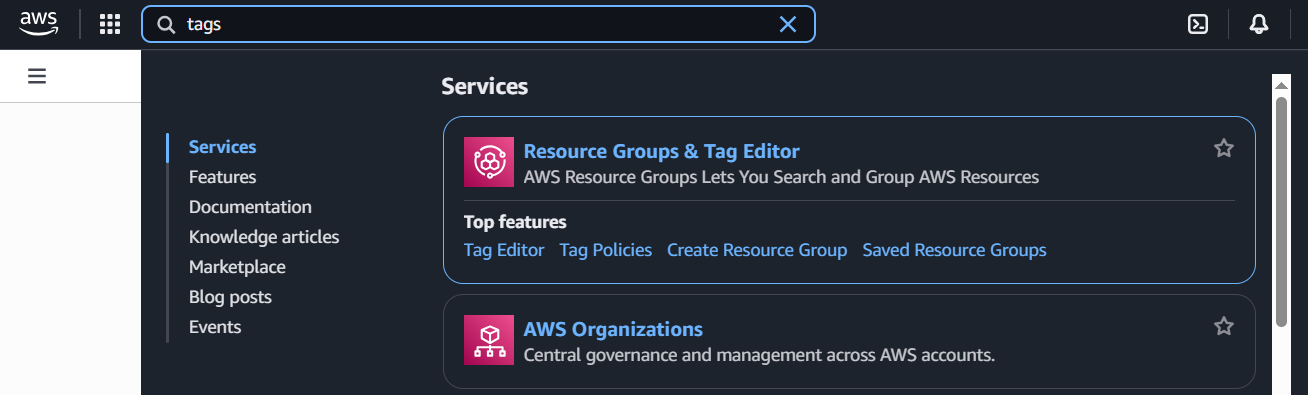 aws
tags
Services
Features
Documentation
Knowledge articles
Marketplace
Blog posts
Events
Services
Resource Groups & Tag Editor
AWS Resource Groups Lets You Search and Group AWS Resources
Top features
Tag Editor Tag Policies Create Resource Group Saved Resource Groups
AWS Organizations
Central governance and management across AWS accounts.